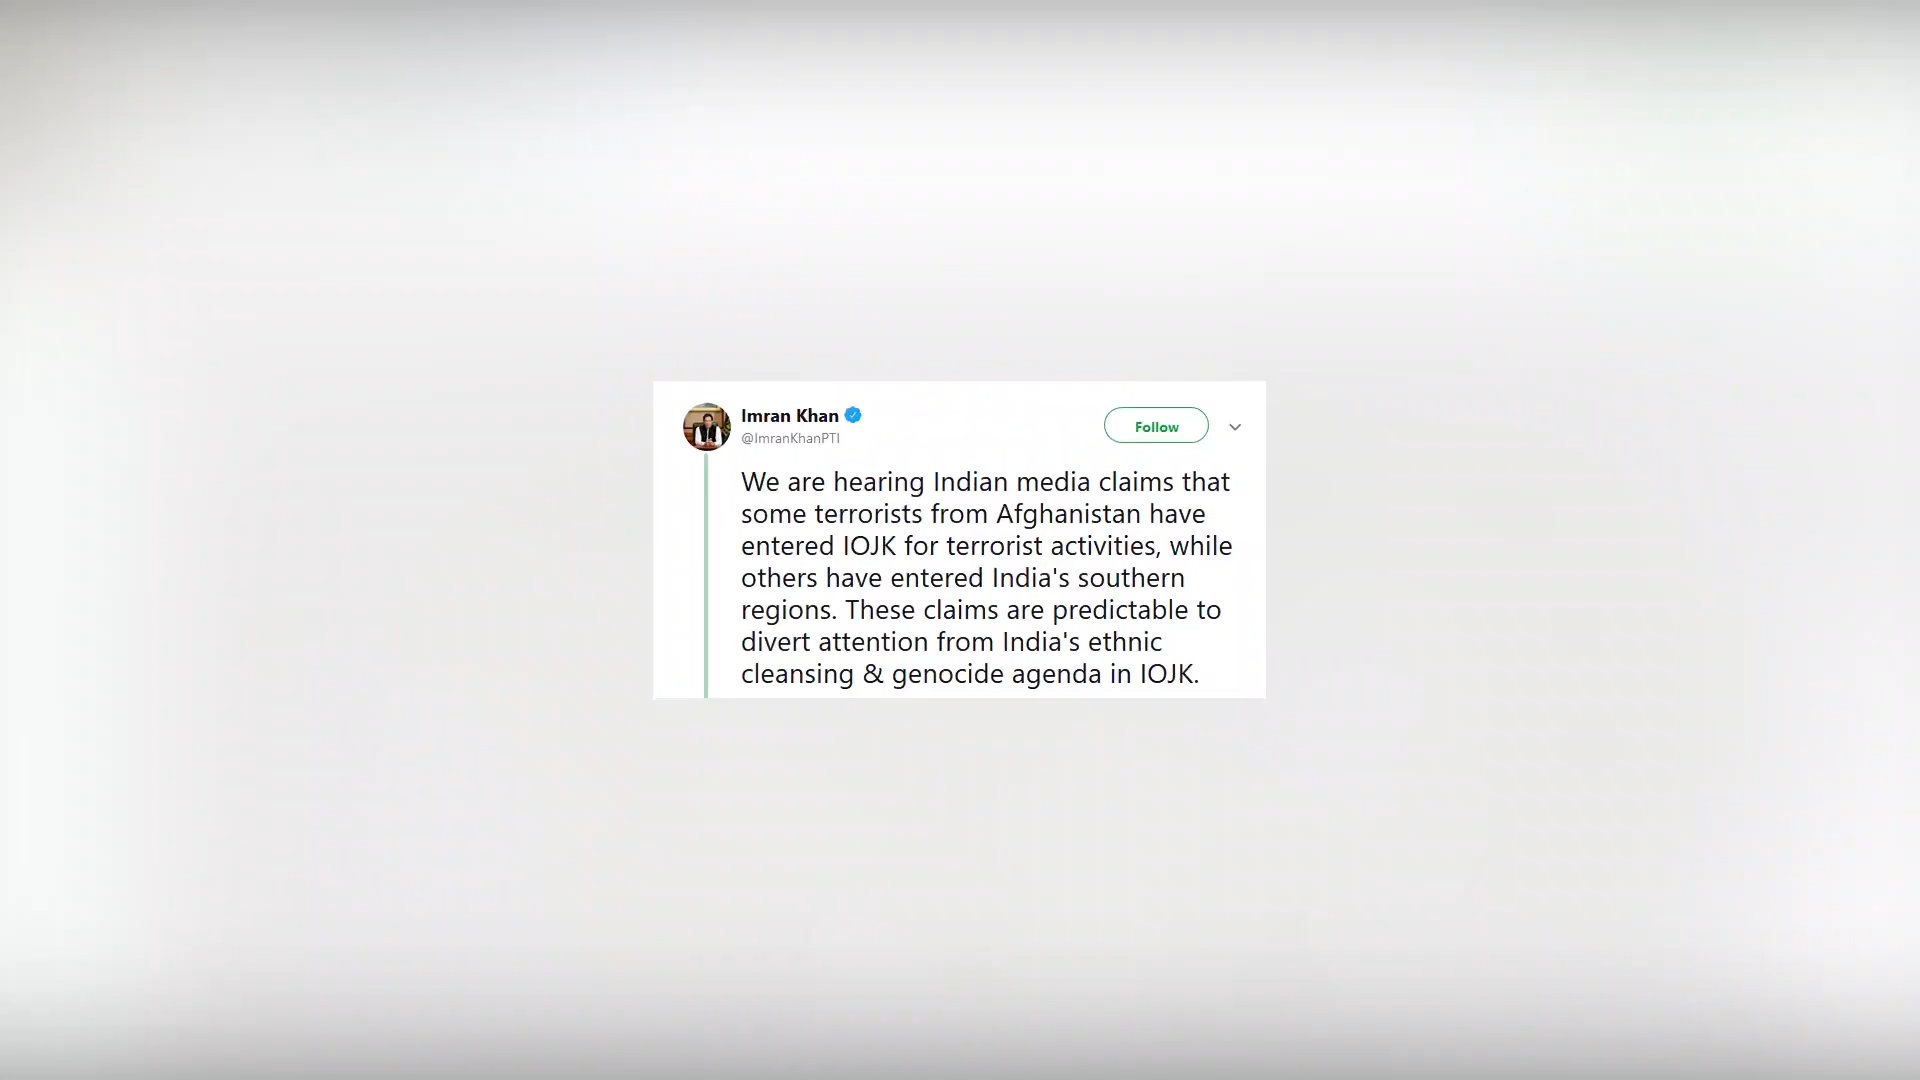 Imran Khan
@ImranKhanPTI
Follow
We are hearing Indian media claims that
some terrorists from Afghanistan have
entered IOJK for terrorist activities, while
others have entered India's southern
regions. These claims are predictable to
divert attention from India's ethnic
cleansing & genocide agenda in IOJK.